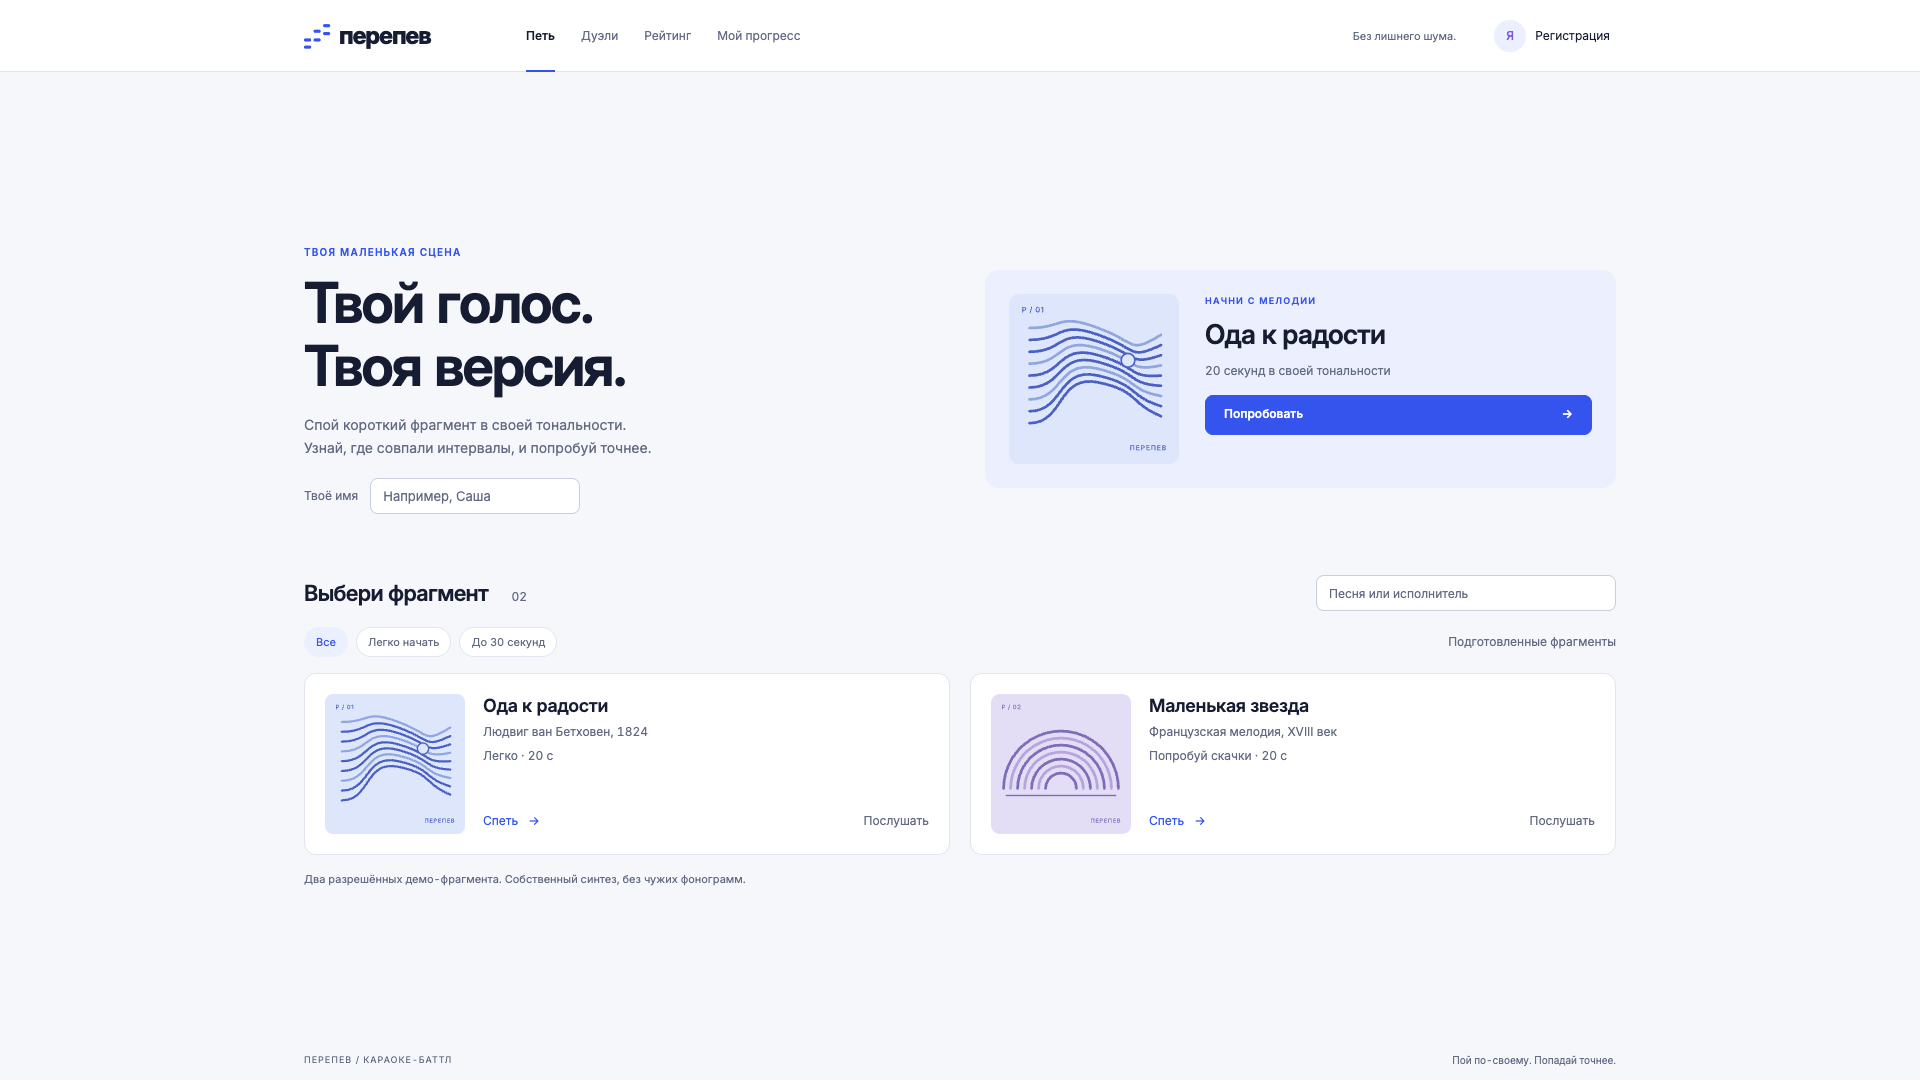 перепев
Петь
Дуэли
Рейтинг
Мой прогресс
Без лишнего шума.
Я
Регистрация
ТВОЯ МАЛЕНЬКАЯ СЦЕНА
Твой голос.
Твоя версия.
Спой короткий фрагмент в своей тональности.
Узнай, где совпали интервалы, и попробуй точнее.
Твоё имя
Например, Саша
P / 01
ПЕРЕПЕВ
НАЧНИ С МЕЛОДИИ
Ода к радости
20 секунд в своей тональности
Попробовать →
Выбери фрагмент 02
Песня или исполнитель
Все
Легко начать
До 30 секунд
Подготовленные фрагменты
P / 01
ПЕРЕПЕВ
Ода к радости
Людвиг ван Бетховен, 1824
Легко · 20 с
Спеть →
Послушать
P / 02
ПЕРЕПЕВ
Маленькая звезда
Французская мелодия, XVIII век
Попробуй скачки · 20 с
Спеть →
Послушать
Два разрешённых демо-фрагмента. Собственный синтез, без чужих фонограмм.
ПЕРЕПЕВ / КАРАОКЕ-БАТТЛ
Пой по-своему. Попадай точнее.